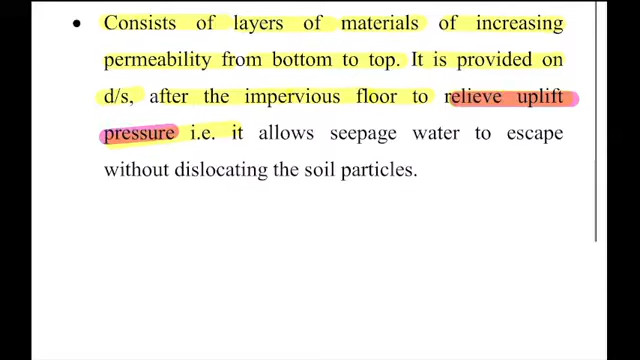 • Consists of layers of materials of increasing
permeability from bottom to top. It is provided on
d/s, after the impervious floor to relieve uplift
pressure i.e. it allows seepage water to escape
without dislocating the soil particles.